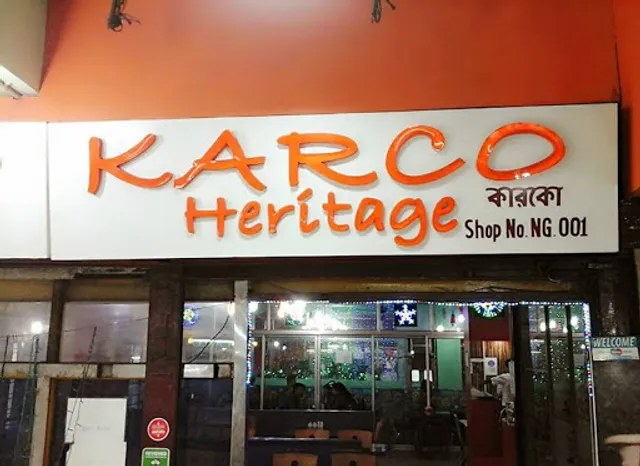 KARCO
Heritage
কারকো
Shop No. NG. 001
WELCOME